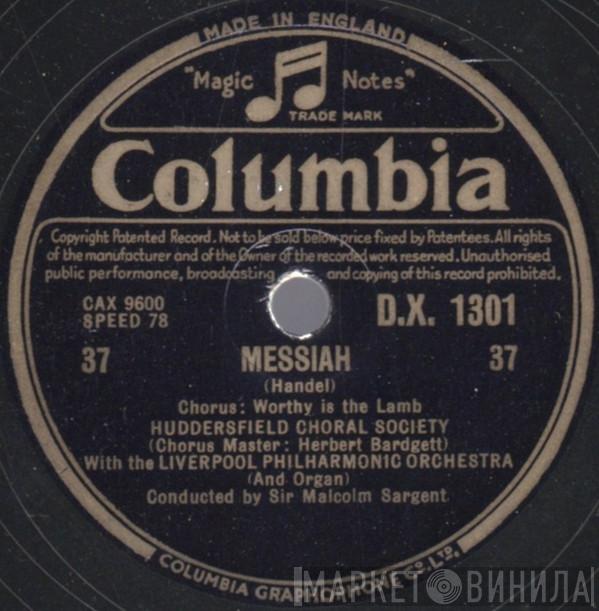 MADE IN ENGLAND
"Magic Notes"
TRADE MARK
Columbia
Copyright Patented Record. Not to be sold below price fixed by Patentees. All rights
of the manufacturer and of the Owner of the recorded work reserved. Unauthorised
public performance, broadcasting and copying of this record prohibited.
CAX 9600
SPEED 78
D.X. 1301
37 MESSIAH 37
(Handel)
Chorus: Worthy is the Lamb
HUDDERSFIELD CHORAL SOCIETY
(Chorus Master: Herbert Bardgett)
With the LIVERPOOL PHILHARMONIC ORCHESTRA
(And Organ)
Conducted by Sir Malcolm Sargent
COLUMBIA GRAPHOPHONE CO., LTD.
МАРКЕТ ВИНИЛА